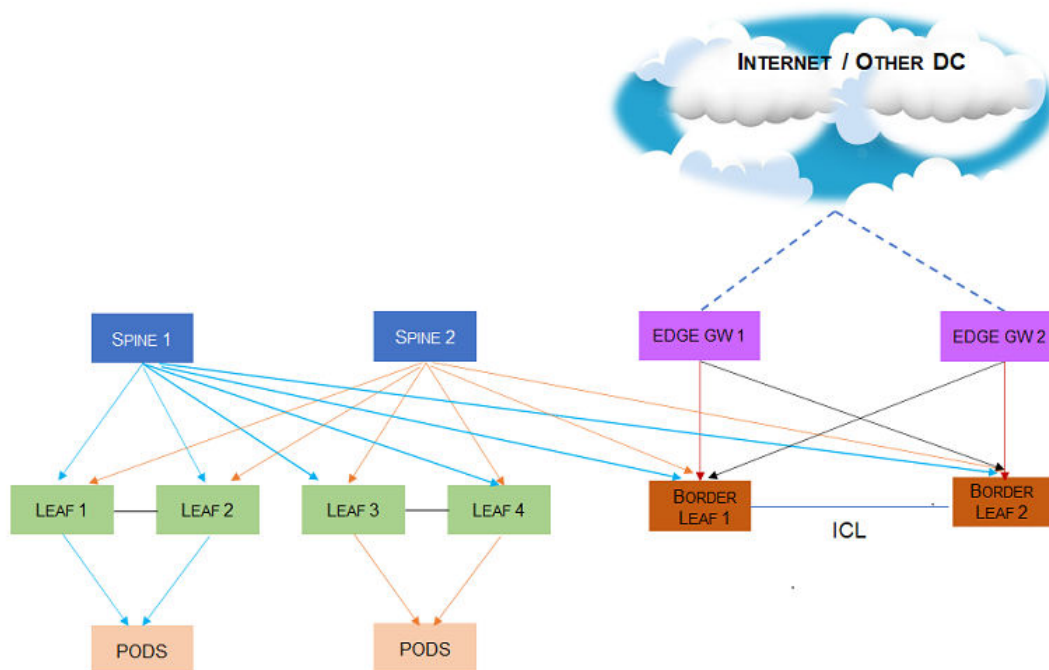 INTERNET / OTHER DC
SPINE 1
SPINE 2
EDGE GW 1
EDGE GW 2
LEAF 1
LEAF 2
LEAF 3
LEAF 4
BORDER
LEAF 1
BORDER
LEAF 2
ICL
PODS
PODS